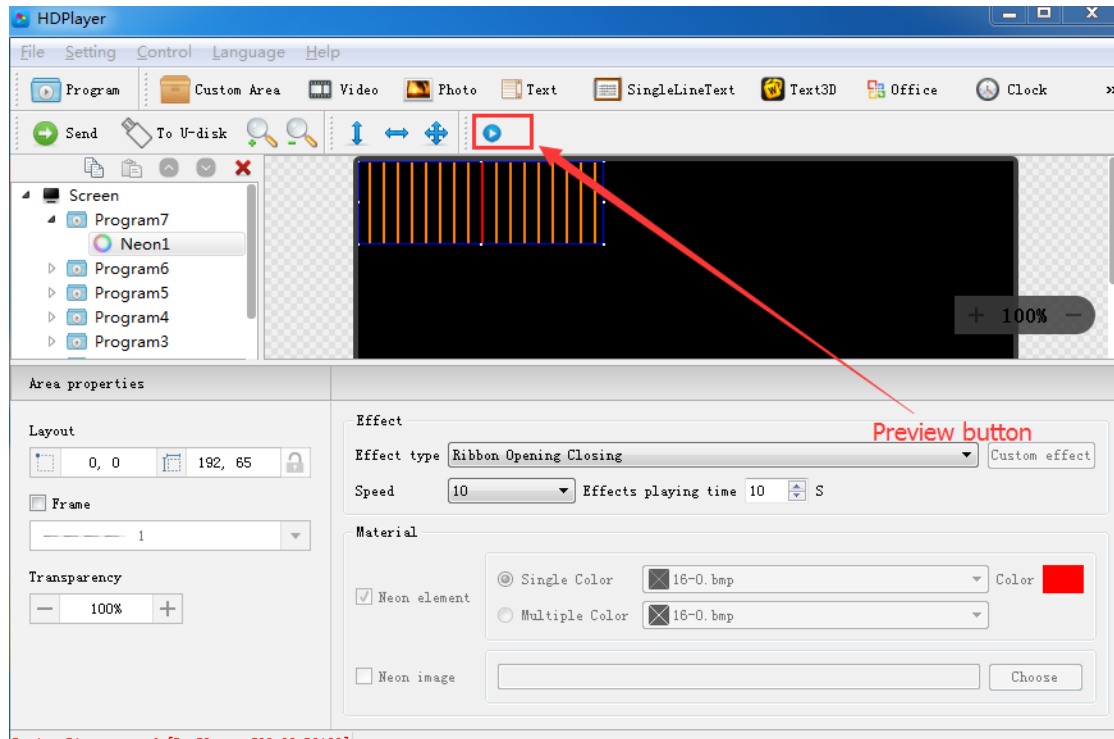 HDPlayer
File Setting Control Language Help
Program Custom Area Video Photo Text SingleLineText Text3D Office Clock »
Send To U-disk
Screen
Program7
Neon1
Program6
Program5
Program4
Program3
+ 100% −
Area properties
Preview button
Layout
0, 0 192, 65
Frame
1
Transparency
— 100% +
Effect
Effect type Ribbon Opening Closing Custom effect
Speed 10 Effects playing time 10 S
Material
Neon element
Single Color 16-0.bmp Color
Multiple Color 16-0.bmp
Neon image Choose